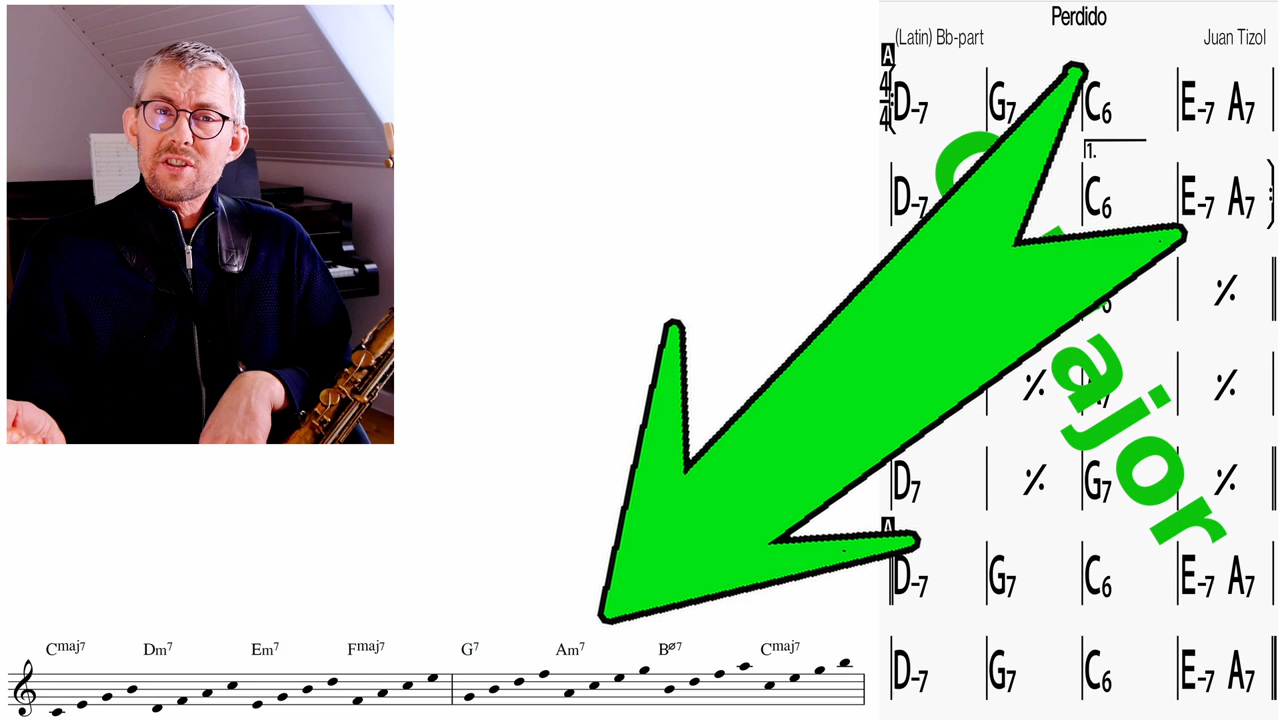 Perdido
(Latin) Bb-part Juan Tizol
A
4 4 D-7 G7 C6 E-7 A7
1.
D-7 C6 E-7 A7
7
D7 G7
A
D-7 G7 C6 E-7 A7
D-7 G7 C6 E-7 A7
ajor
Cmaj7 Dm7 Em7 Fmaj7 G7 Am7 Bø7 Cmaj7